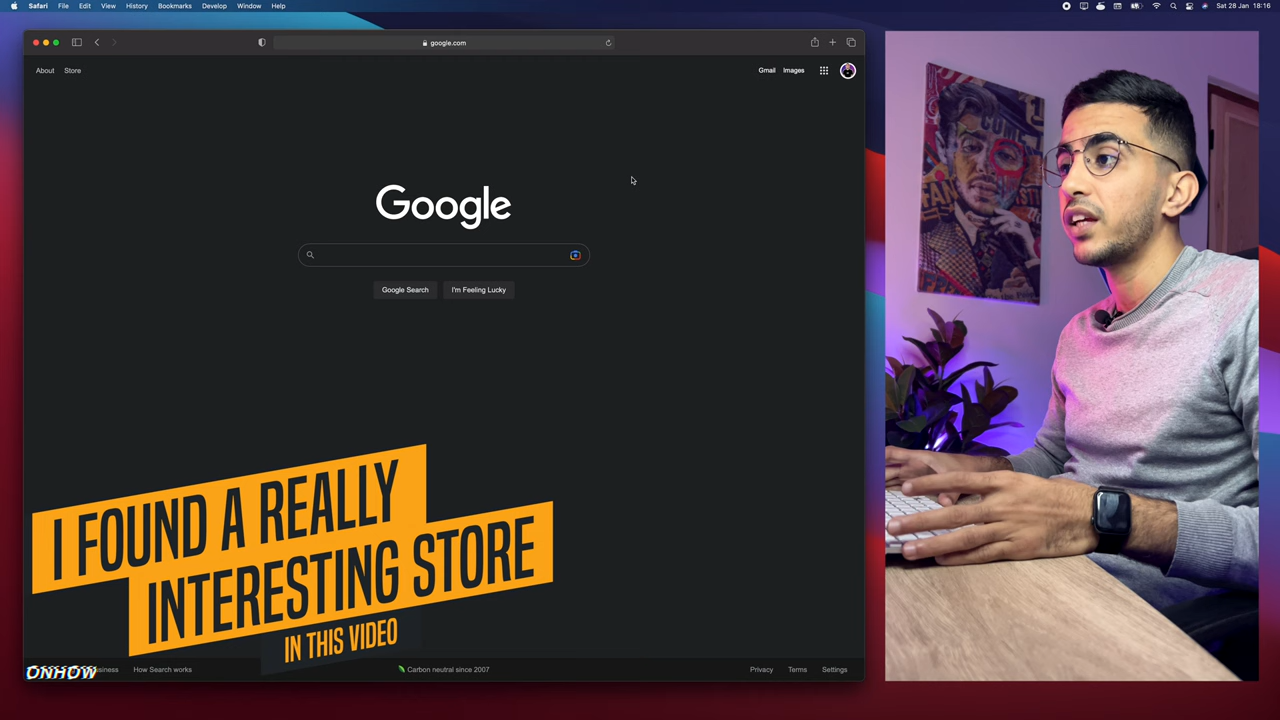 Safari File Edit View History Bookmarks Develop Window Help Sat 28 Jan 18:16
google.com
About Store Gmail Images
Google
Google Search I'm Feeling Lucky
I FOUND A REALLY
INTERESTING STORE
IN THIS VIDEO
ONHOW
How Search works Carbon neutral since 2007 Privacy Terms Settings